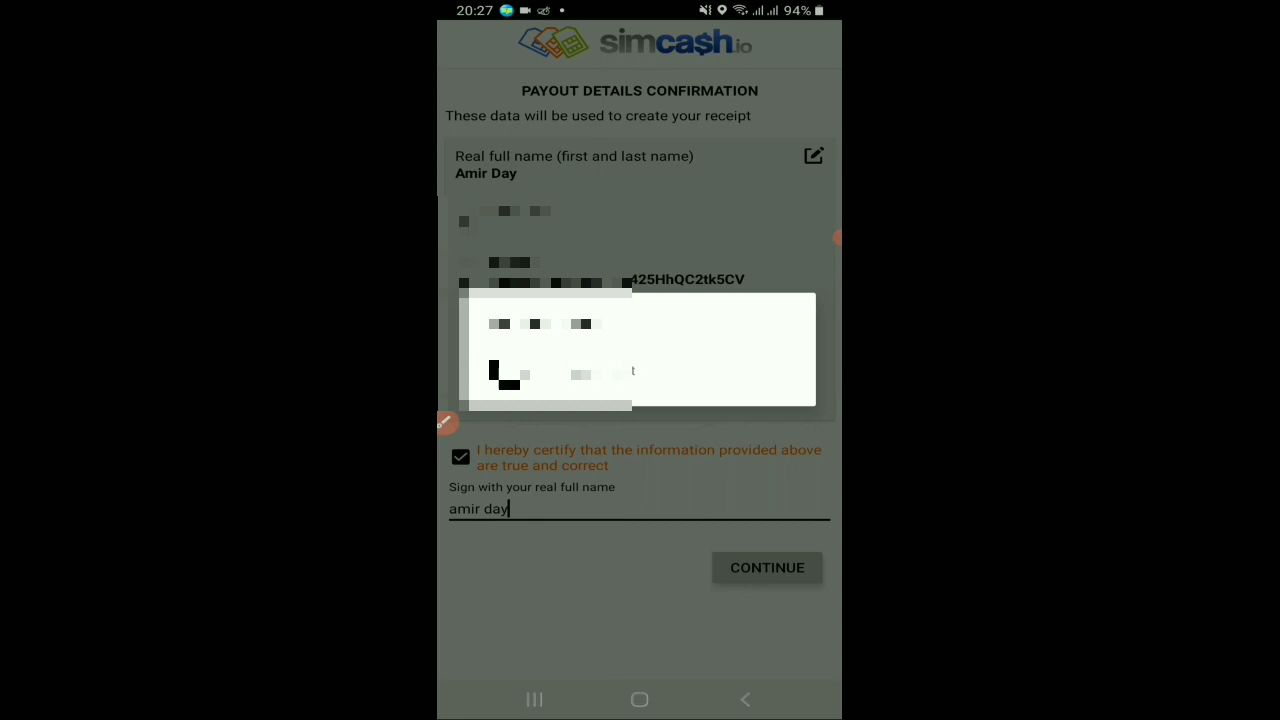 20:27
94%
simcash.io
PAYOUT DETAILS CONFIRMATION
These data will be used to create your receipt
Real full name (first and last name)
Amir Day
425HhQC2tk5CV
t
I hereby certify that the information provided above
are true and correct
Sign with your real full name
amir day
CONTINUE